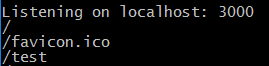 Listening on localhost: 3000
/
/favicon.ico
/test